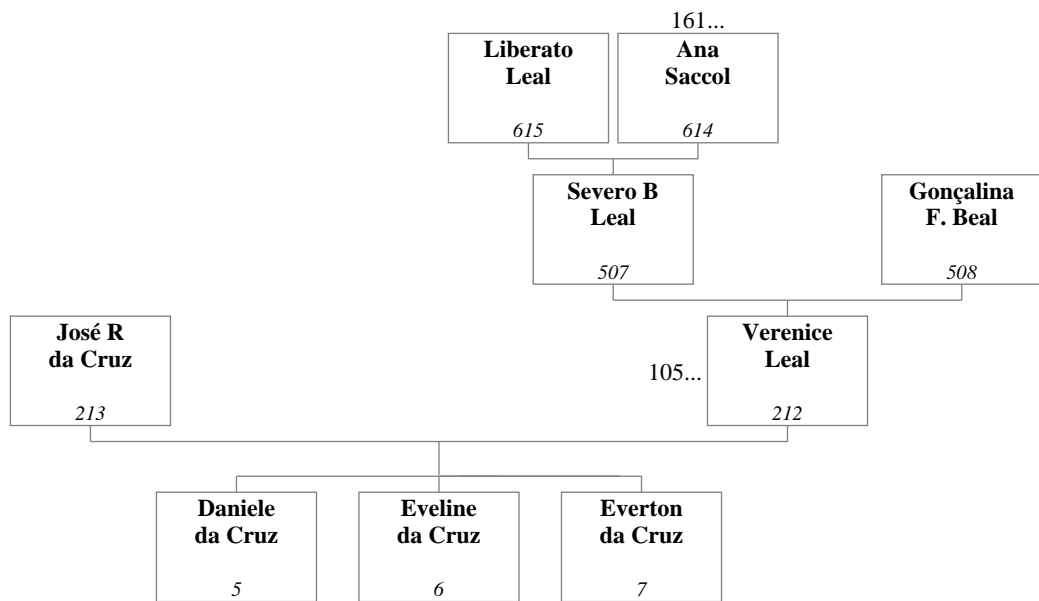 161...
Liberato
Leal
615
Ana
Saccol
614
Severo B
Leal
507
Gonçalina
F. Beal
508
José R
da Cruz
213
105...
Verenice
Leal
212
Daniele
da Cruz
5
Eveline
da Cruz
6
Everton
da Cruz
7